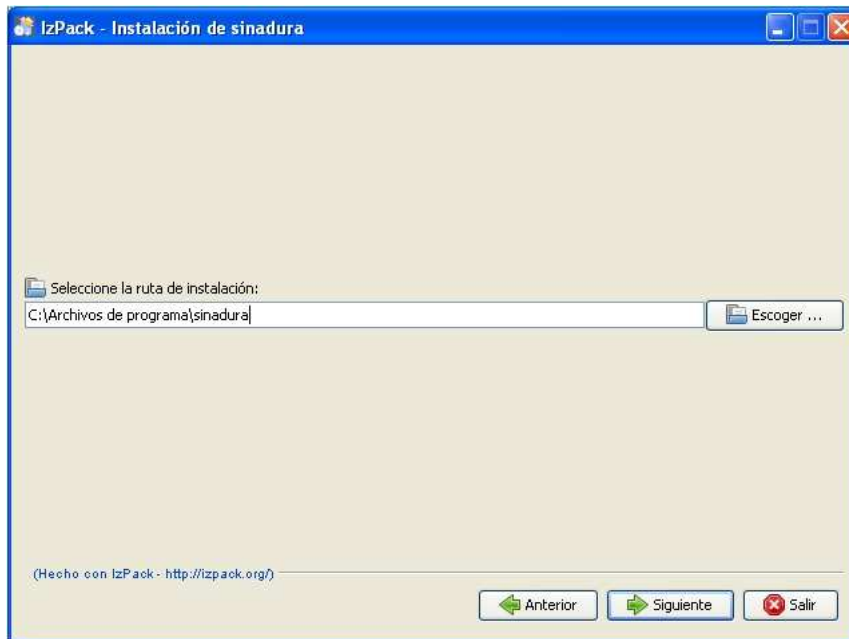 IzPack - Instalación de sinadura
Seleccione la ruta de instalación:
C:\Archivos de programa\sinadura
Escoger ...
(Hecho con IzPack - http://izpack.org/)
Anterior
Siguiente
Salir